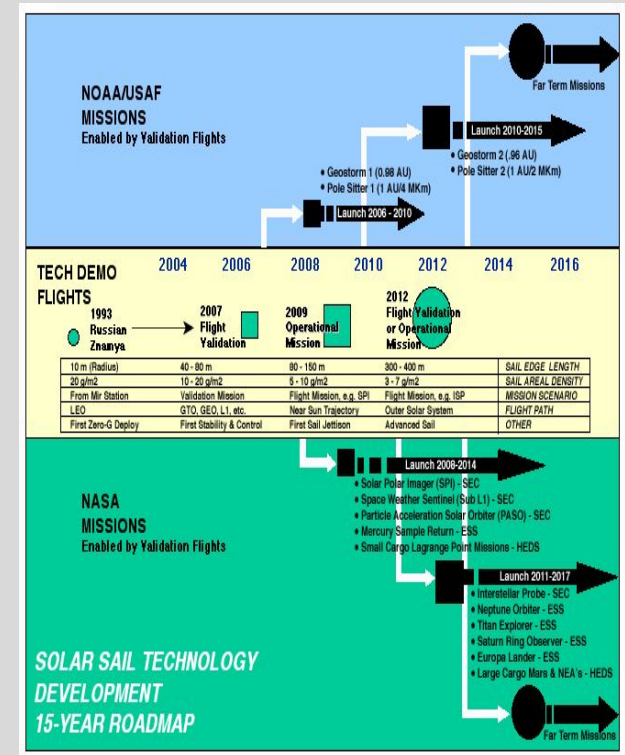 Far Term Missions
NOAA/USAF
MISSIONS
Enabled by Validation Flights
Launch 2010-2015
• Geostorm 2 (.96 AU)
• Pole Sitter 2 (1 AU/2 MKm)
• Geostorm 1 (0.98 AU)
• Pole Sitter 1 (1 AU/4 MKm)
Launch 2006 - 2010
TECH DEMO
FLIGHTS
2004 2006 2008 2010 2012 2014 2016
1993
Russian
Znamya
2007
Flight
Validation
2009
Operational
Mission
2012
Flight Validation
or Operational
Mission
10 m (Radius) 40 - 80 m 80 - 150 m 300 - 400 m SAIL EDGE LENGTH
20 g/m2 10 - 20 g/m2 5 - 10 g/m2 3 - 7 g/m2 SAIL AREAL DENSITY
From Mir Station Validation Mission Flight Mission, e.g. SPI Flight Mission, e.g. ISP MISSION SCENARIO
LEO GTO, GEO, L1, etc. Near Sun Trajectory Outer Solar System FLIGHT PATH
First Zero-G Deploy First Stability & Control First Sail Jettison Advanced Sail OTHER
Launch 2008-2014
• Solar Polar Imager (SPI) - SEC
• Space Weather Sentinel (Sub L1) - SEC
• Particle Acceleration Solar Orbiter (PASO) - SEC
• Mercury Sample Return - ESS
• Small Cargo Lagrange Point Missions - HEDS
NASA
MISSIONS
Enabled by Validation Flights
Launch 2011-2017
• Interstellar Probe - SEC
• Neptune Orbiter - ESS
• Titan Explorer - ESS
• Saturn Ring Observer - ESS
• Europa Lander - ESS
• Large Cargo Mars & NEA's - HEDS
SOLAR SAIL TECHNOLOGY
DEVELOPMENT
15-YEAR ROADMAP
Far Term Missions